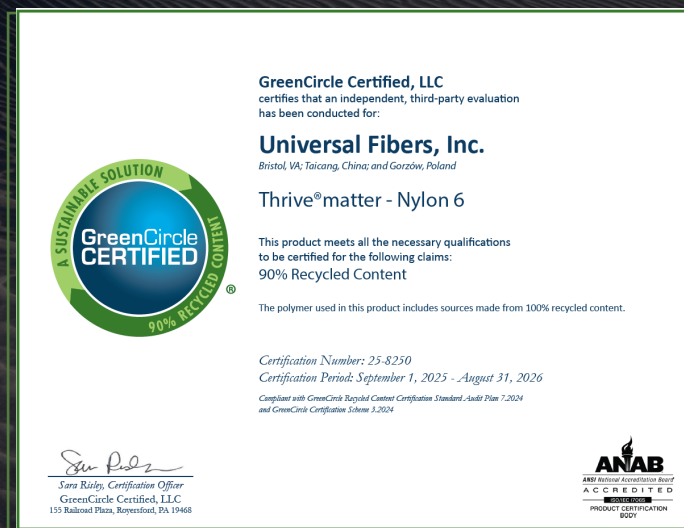 GreenCircle Certified, LLC
certifies that an independent, third-party evaluation
has been conducted for:
Universal Fibers, Inc.
Bristol, VA; Taicang, China; and Gorzów, Poland
Thrive®matter - Nylon 6
This product meets all the necessary qualifications
to be certified for the following claims:
90% Recycled Content
The polymer used in this product includes sources made from 100% recycled content.
A SUSTAINABLE SOLUTION
GreenCircle
CERTIFIED
90% RECYCLED CONTENT
®
Certification Number: 25-8250
Certification Period: September 1, 2025 - August 31, 2026
Compliant with GreenCircle Recycled Content Certification Standard Audit Plan 7.2024
and GreenCircle Certification Scheme 3.2024
Sara Risley, Certification Officer
GreenCircle Certified, LLC
155 Railroad Plaza, Royersford, PA 19468
ANAB
ANSI National Accreditation Board
ACCREDITED
ISO/IEC 17065
PRODUCT CERTIFICATION
BODY